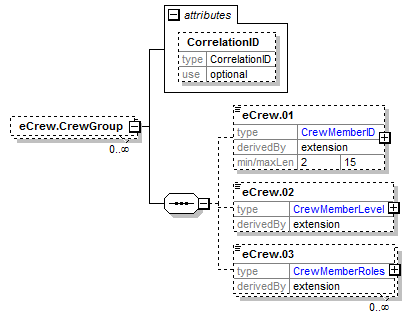 attributes
CorrelationID
type CorrelationID
use optional
eCrew.CrewGroup
0..∞
eCrew.01
type CrewMemberID
derivedBy extension
min/maxLen 2 15
eCrew.02
type CrewMemberLevel
derivedBy extension
eCrew.03
type CrewMemberRoles
derivedBy extension
0..∞